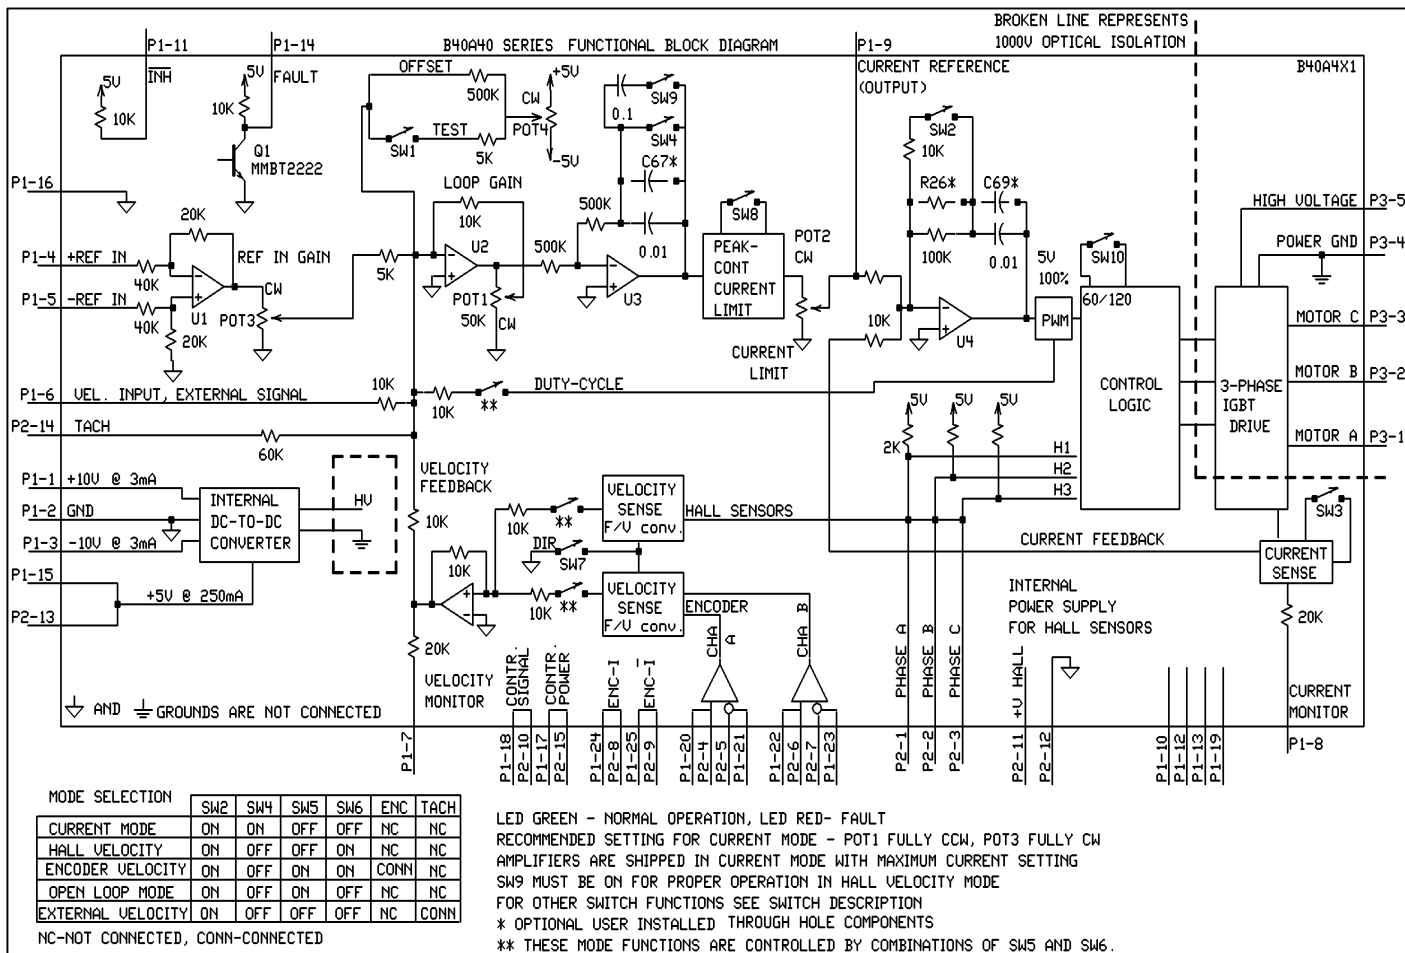 BROKEN LINE REPRESENTS
1000V OPTICAL ISOLATION
B40A40 SERIES FUNCTIONAL BLOCK DIAGRAM
B40A4X1
P1-11
INH
5V
10K
P1-14
FAULT
5V
10K
Q1
MMBT2222
OFFSET
500K
SW1
TEST
5K
CW
POT4
+5V
-5V
SW9
0.1
SW4
C67*
0.01
P1-9
CURRENT REFERENCE
(OUTPUT)
SW2
10K
R26*
C69*
100K
0.01
P1-16
P1-4
+REF IN
P1-5
-REF IN
40K
40K
20K
20K
U1
REF IN GAIN
CW
POT3
5K
LOOP GAIN
10K
U2
POT1
50K
CW
500K
500K
U3
SW8
PEAK-
CONT
CURRENT
LIMIT
POT2
CW
CURRENT
LIMIT
10K
U4
5V
100%
PWM
SW10
60/120
CONTROL
LOGIC
3-PHASE
IGBT
DRIVE
HIGH VOLTAGE
P3-5
POWER GND
P3-4
MOTOR C
P3-3
MOTOR B
P3-2
MOTOR A
P3-1
P1-6
VEL. INPUT, EXTERNAL SIGNAL
10K
10K
**
DUTY-CYCLE
P2-14
TACH
60K
P1-1
+10V @ 3mA
P1-2
GND
P1-3
-10V @ 3mA
P1-15
P2-13
+5V @ 250mA
INTERNAL
DC-TO-DC
CONVERTER
HV
VELOCITY
FEEDBACK
10K
10K
10K
**
DIR
SW7
10K
**
VELOCITY
SENSE
F/V conv.
VELOCITY
SENSE
F/V conv.
HALL SENSORS
ENCODER
CHA A
CHA B
5V
5V
5V
2K
H1
H2
H3
PHASE A
PHASE B
PHASE C
CURRENT FEEDBACK
SW3
CURRENT
SENSE
20K
CURRENT
MONITOR
P1-8
INTERNAL
POWER SUPPLY
FOR HALL SENSORS
+V HALL
20K
VELOCITY
MONITOR
CONTR.
SIGNAL
CONTR.
POWER
ENC-I
ENC-I
AND
GROUNDS ARE NOT CONNECTED
P1-7
P1-18
P2-10
P1-17
P2-15
P1-24
P2-8
P1-25
P2-9
P1-20
P2-4
P2-5
P1-21
P1-22
P2-6
P2-7
P1-23
P2-1
P2-2
P2-3
P2-11
P2-12
P1-10
P1-12
P1-13
P1-19
MODE SELECTION SW2 SW4 SW5 SW6 ENC TACH
CURRENT MODE ON ON OFF OFF NC NC
HALL VELOCITY ON OFF OFF ON NC NC
ENCODER VELOCITY ON OFF ON ON CONN NC
OPEN LOOP MODE ON OFF ON OFF NC NC
EXTERNAL VELOCITY ON OFF OFF OFF NC CONN
NC-NOT CONNECTED, CONN-CONNECTED
LED GREEN - NORMAL OPERATION, LED RED- FAULT
RECOMMENDED SETTING FOR CURRENT MODE - POT1 FULLY CCW, POT3 FULLY CW
AMPLIFIERS ARE SHIPPED IN CURRENT MODE WITH MAXIMUM CURRENT SETTING
SW9 MUST BE ON FOR PROPER OPERATION IN HALL VELOCITY MODE
FOR OTHER SWITCH FUNCTIONS SEE SWITCH DESCRIPTION
* OPTIONAL USER INSTALLED THROUGH HOLE COMPONENTS
** THESE MODE FUNCTIONS ARE CONTROLLED BY COMBINATIONS OF SW5 AND SW6.